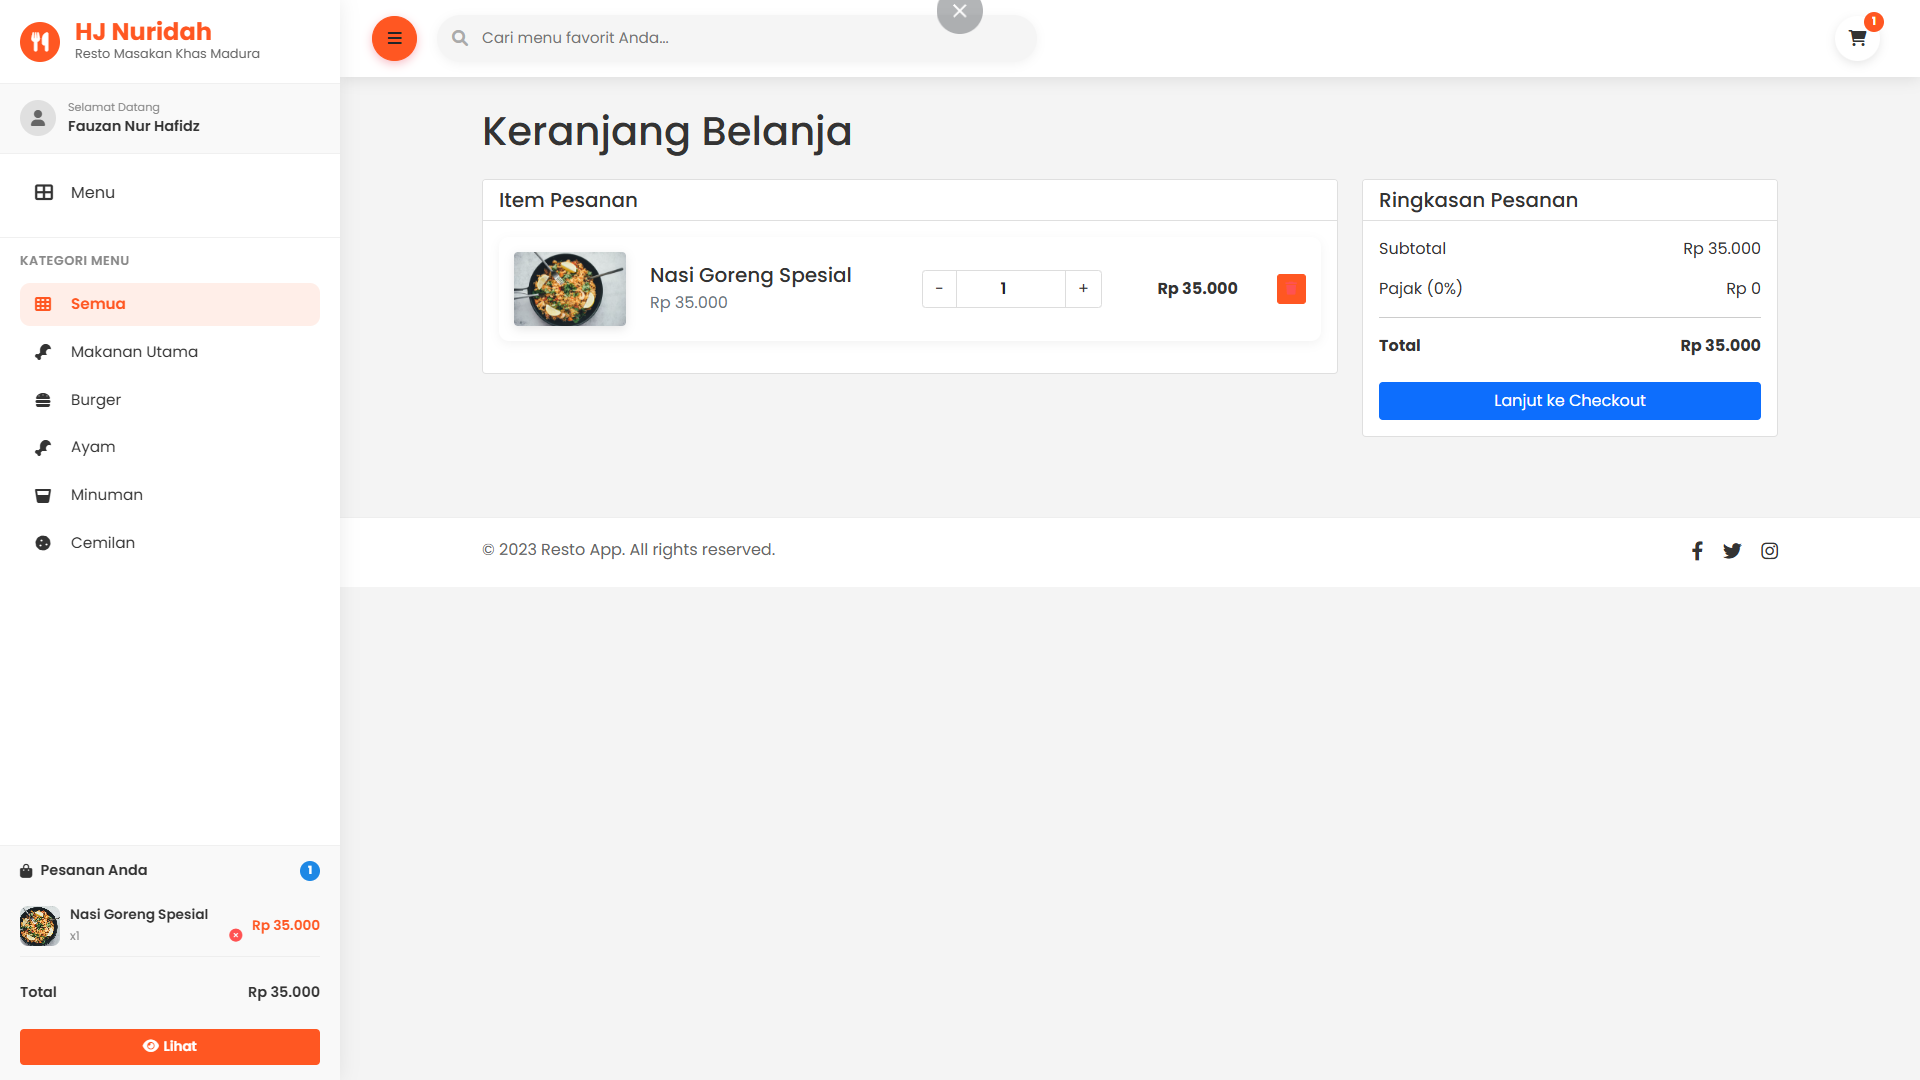 HJ Nuridah
Resto Masakan Khas Madura
Selamat Datang
Fauzan Nur Hafidz
Menu
KATEGORI MENU
Semua
Makanan Utama
Burger
Ayam
Minuman
Cemilan
Pesanan Anda
1
Nasi Goreng Spesial
x1
Rp 35.000
Total
Rp 35.000
Lihat
Cari menu favorit Anda...
1
Keranjang Belanja
Item Pesanan
Nasi Goreng Spesial
Rp 35.000
-
1
+
Rp 35.000
Ringkasan Pesanan
Subtotal
Rp 35.000
Pajak (0%)
Rp 0
Total
Rp 35.000
Lanjut ke Checkout
© 2023 Resto App. All rights reserved.